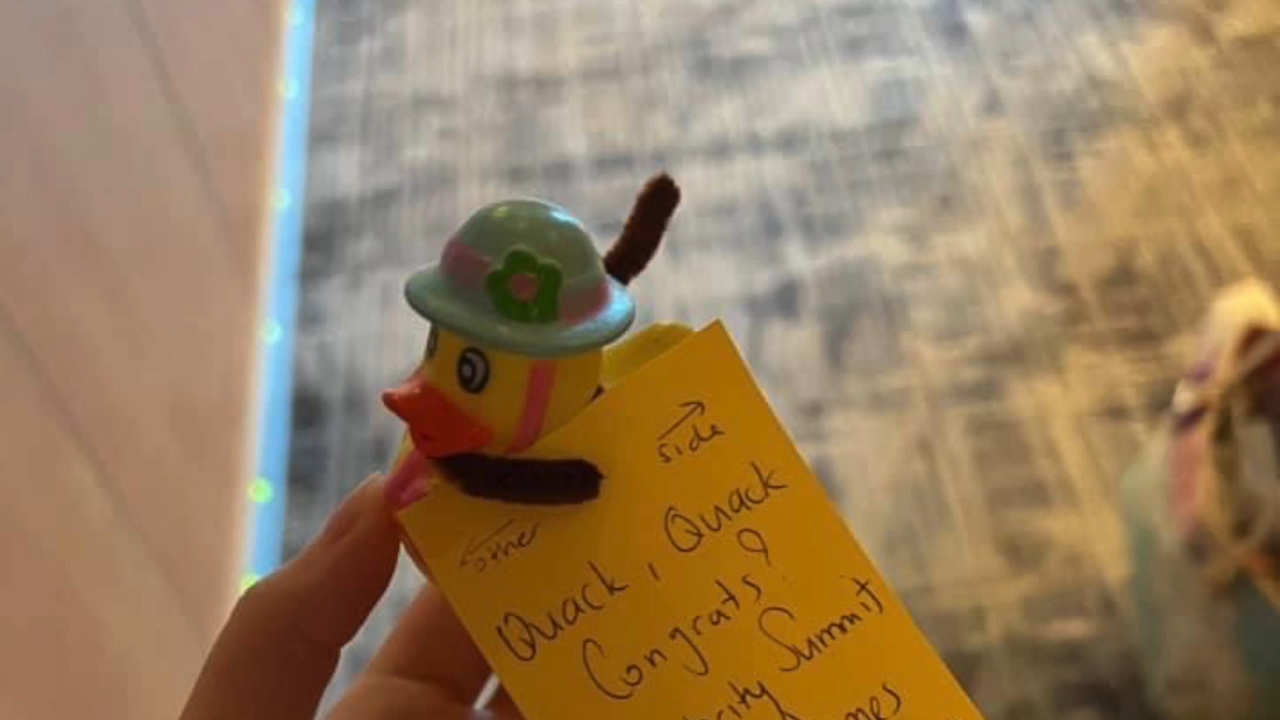 side
other
Quack, Quack
Congrats!
Summit